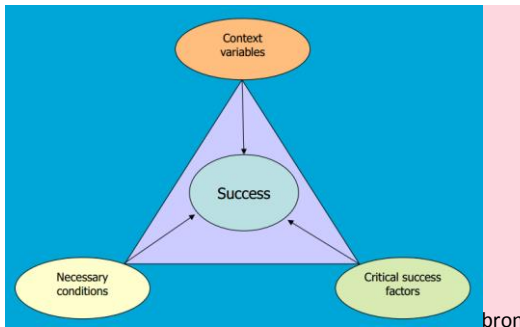 Context
variables
Success
Necessary
conditions
Critical success
factors
bron